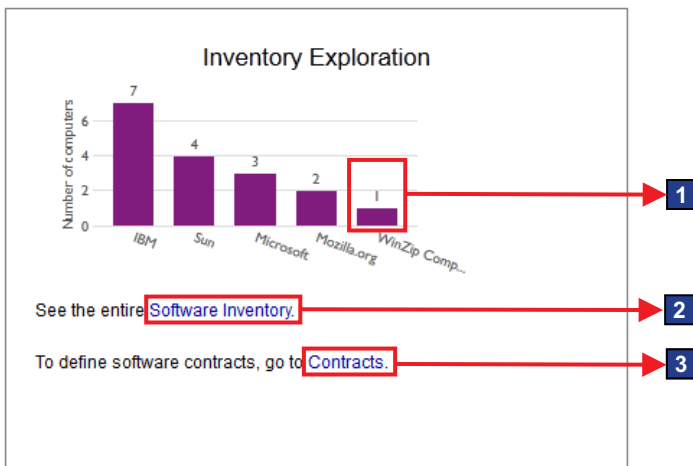 Inventory Exploration
Number of computers
7
6
4
4
3
2
2
1
0
IBM
Sun
Microsoft
Mozilla.org
WinZip Comp...
1
See the entire Software Inventory.
2
To define software contracts, go to Contracts.
3